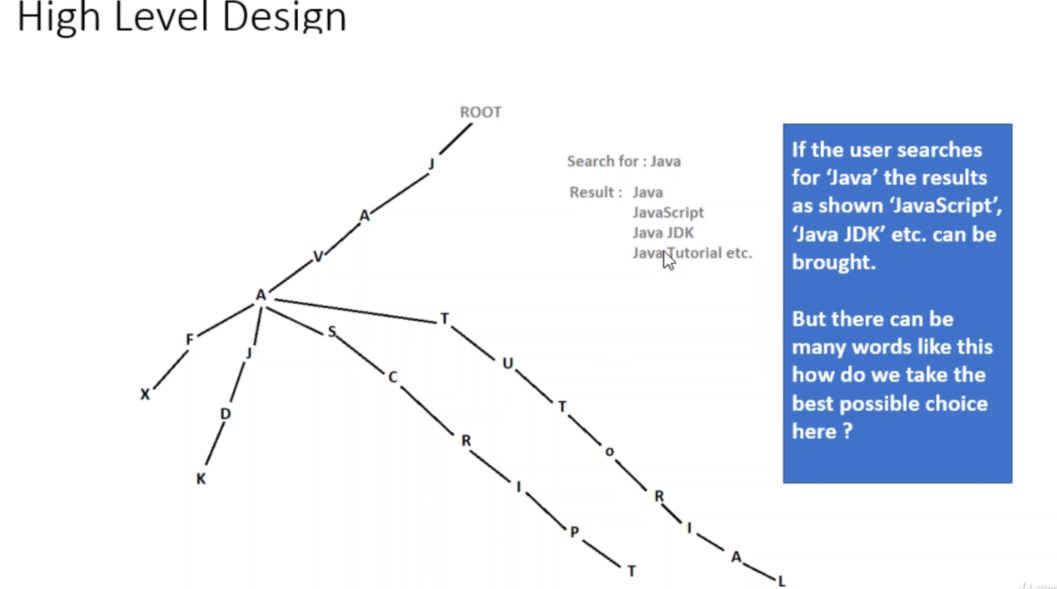 High Level Design
ROOT
J
A
V
A
F
X
J
D
K
S
C
R
I
P
T
T
U
T
O
R
I
A
L
Search for : Java
Result : Java
JavaScript
Java JDK
Java Tutorial etc.
If the user searches
for ‘Java’ the results
as shown ‘JavaScript’,
‘Java JDK’ etc. can be
brought.
But there can be
many words like this
how do we take the
best possible choice
here ?